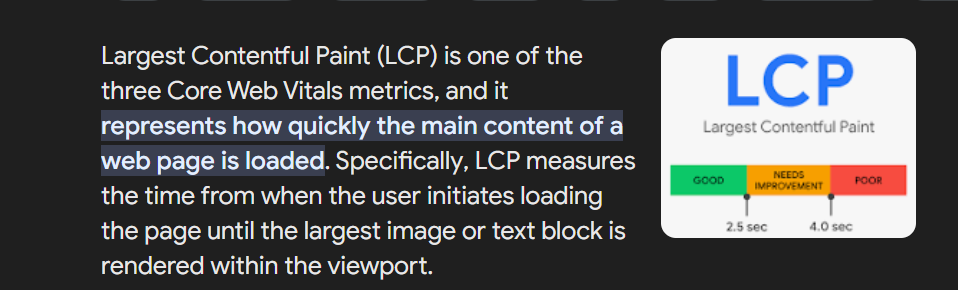 Largest Contentful Paint (LCP) is one of the
three Core Web Vitals metrics, and it
represents how quickly the main content of a
web page is loaded. Specifically, LCP measures
the time from when the user initiates loading
the page until the largest image or text block is
rendered within the viewport.
LCP
Largest Contentful Paint
GOOD
NEEDS
IMPROVEMENT
POOR
2.5 sec
4.0 sec